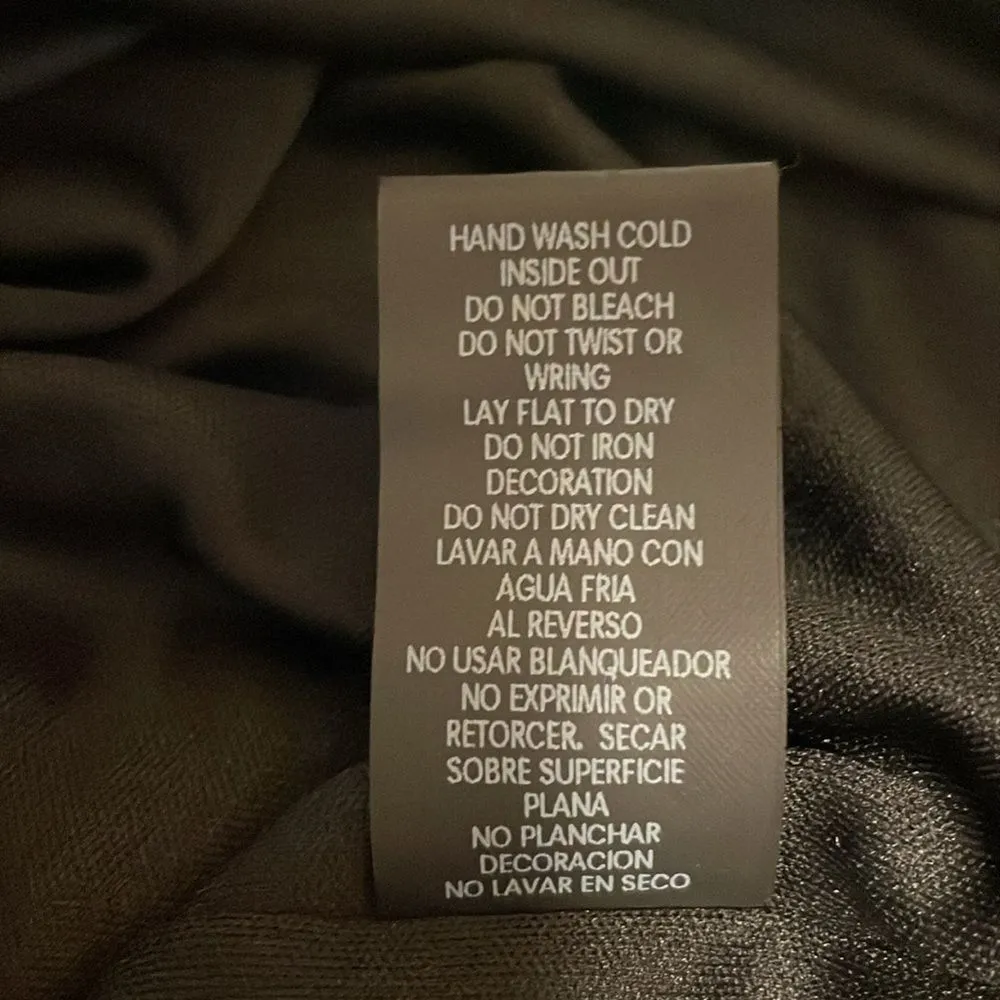 HAND WASH COLD
INSIDE OUT
DO NOT BLEACH
DO NOT TWIST OR
WRING
LAY FLAT TO DRY
DO NOT IRON
DECORATION
DO NOT DRY CLEAN
LAVAR A MANO CON
AGUA FRIA
AL REVERSO
NO USAR BLANQUEADOR
NO EXPRIMIR OR
RETORCER. SECAR
SOBRE SUPERFICIE
PLANA
NO PLANCHAR
DECORACION
NO LAVAR EN SECO